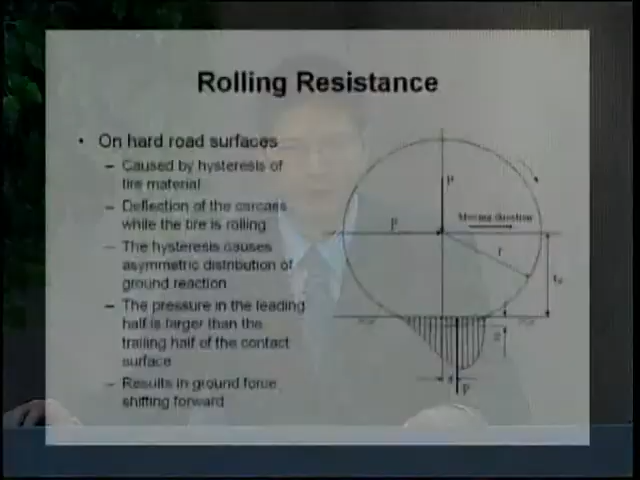 Rolling Resistance
• On hard road surfaces
– Caused by hysteresis of
tire material
– Deflection of the carcass
while the tire is rolling
– The hysteresis causes
asymmetric distribution of
ground reaction
– The pressure in the leading
half is larger than the
trailing half of the contact
surface
– Results in ground force
shifting forward
P
Moving direction
r